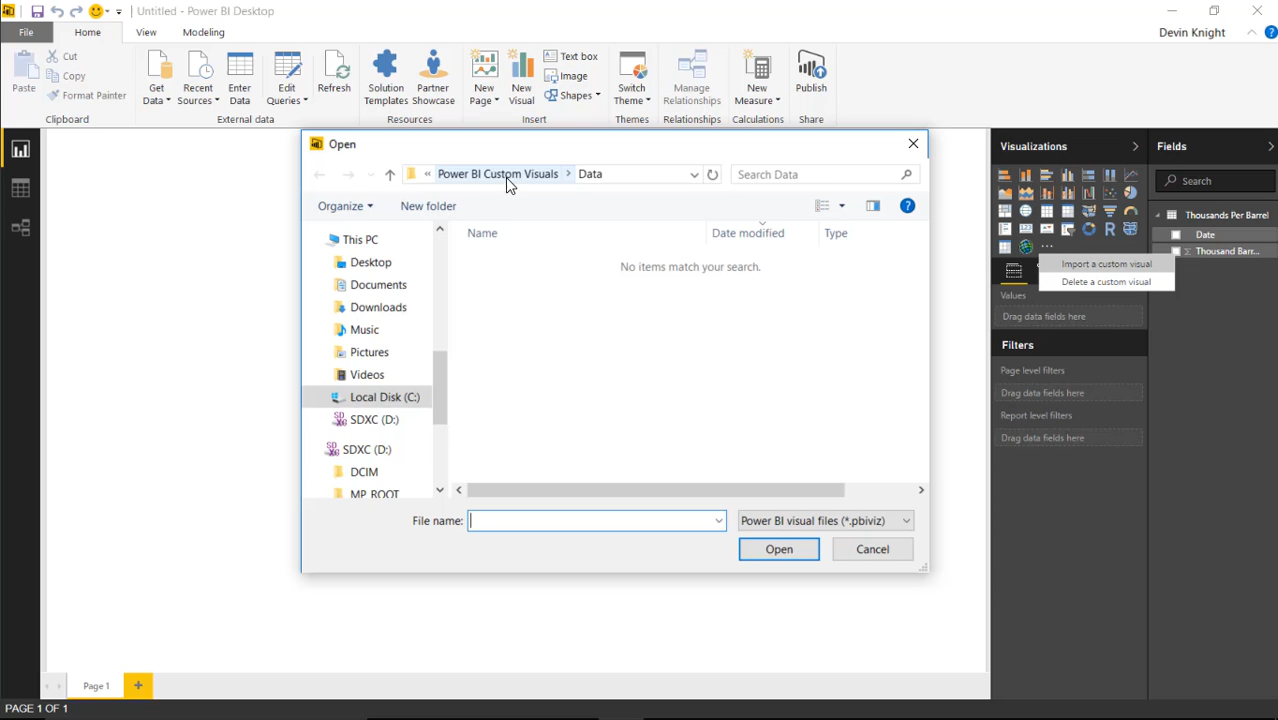 Untitled - Power BI Desktop
File
Home
View
Modeling
Devin Knight
Paste
Cut
Copy
Format Painter
Clipboard
Get Data
Recent Sources
Enter Data
Edit Queries
Refresh
External data
Solution Templates
Partner Showcase
Resources
New Page
New Visual
Text box
Image
Shapes
Insert
Switch Theme
Themes
Manage Relationships
Relationships
New Measure
Calculations
Publish
Share
Open
« Power BI Custom Visuals > Data
Search Data
Organize
New folder
This PC
Desktop
Documents
Downloads
Music
Pictures
Videos
Local Disk (C:)
SDXC (D:)
SDXC (D:)
DCIM
MP_ROOT
Name
Date modified
Type
No items match your search.
File name:
Power BI visual files (*.pbiviz)
Open
Cancel
Visualizations
R
Import a custom visual
Delete a custom visual
Values
Drag data fields here
Filters
Page level filters
Drag data fields here
Report level filters
Drag data fields here
Fields
Search
Thousands Per Barrel
Date
Σ Thousand Barr...
Page 1
PAGE 1 OF 1